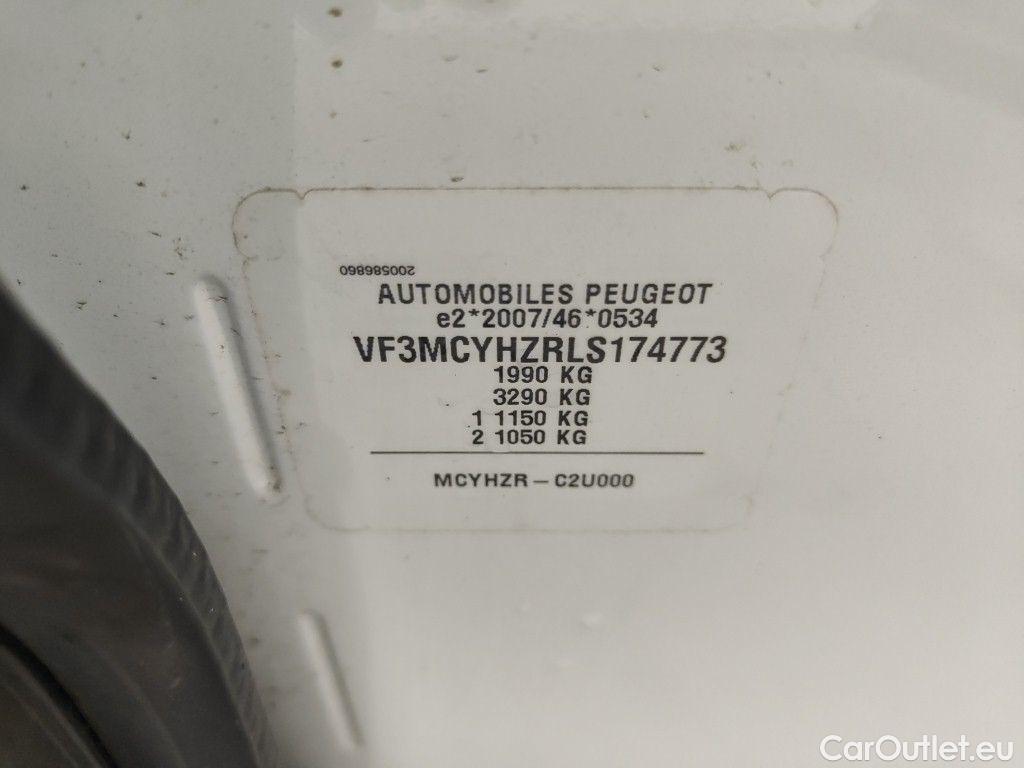 200586860
AUTOMOBILES PEUGEOT
e2*2007/46*0534
VF3MCYHZRLS174773
1990 KG
3290 KG
1 1150 KG
2 1050 KG
MCYHZR – C2U000
CarOutlet.eu